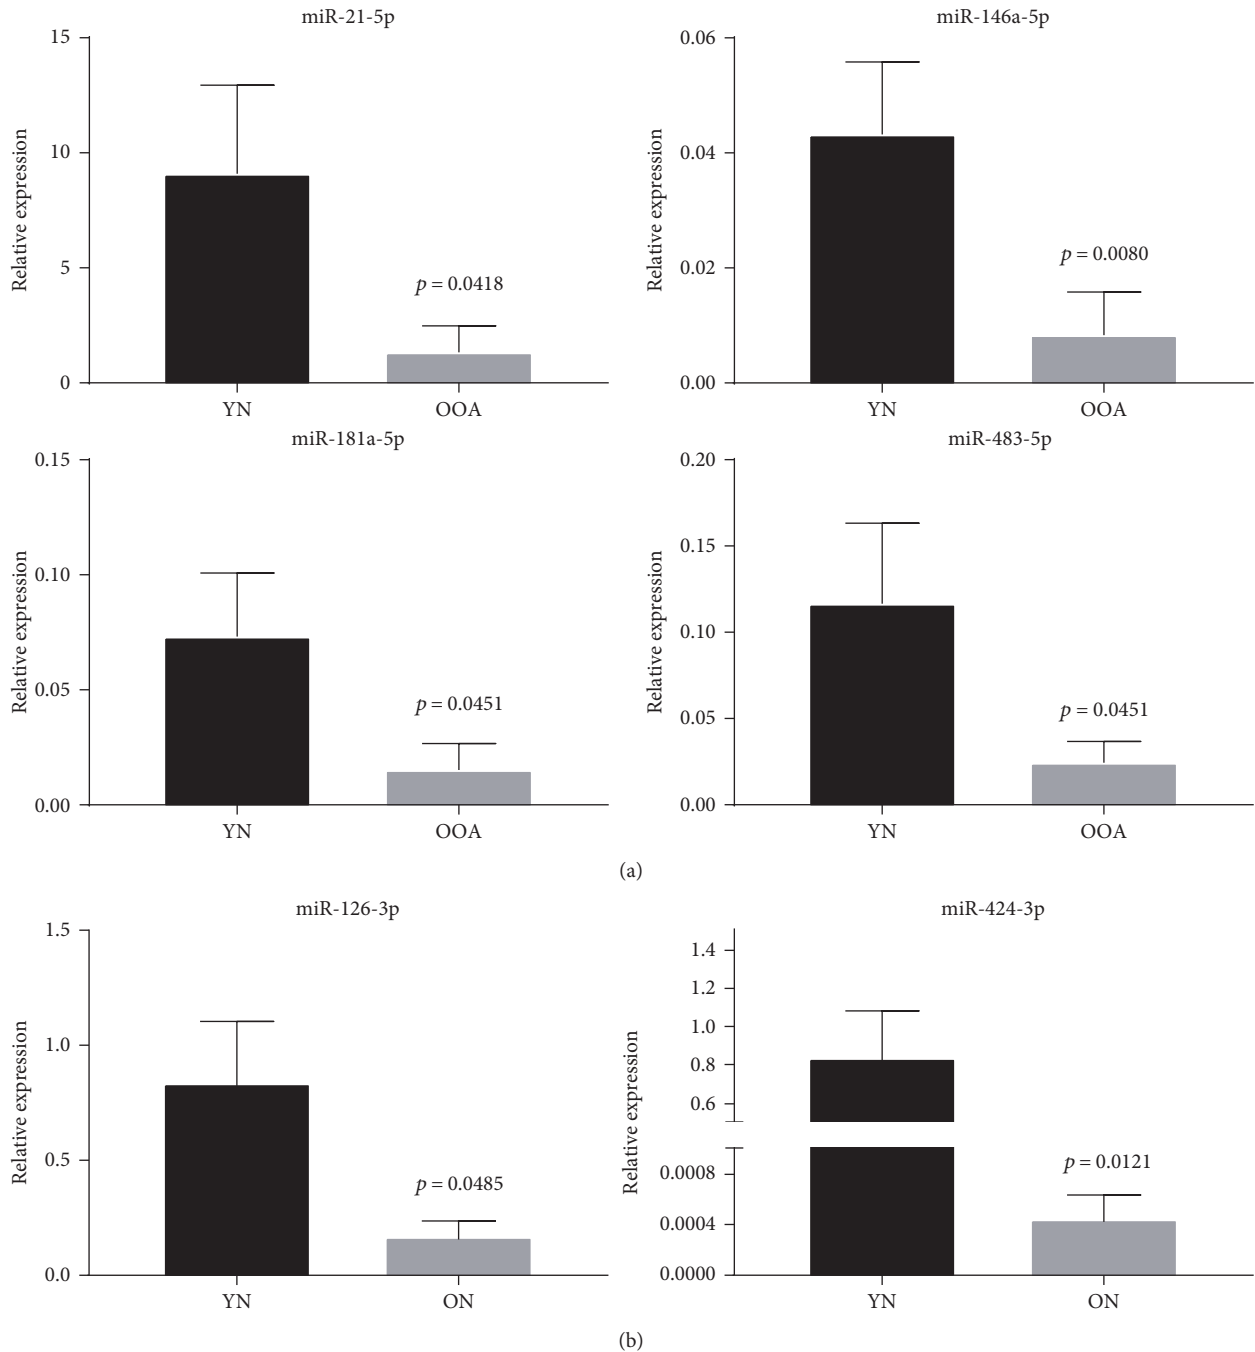 miR-21-5p
Relative expression
15
10
5
0
p = 0.0418
YN
OOA
miR-146a-5p
Relative expression
0.06
0.04
0.02
0.00
p = 0.0080
YN
OOA
miR-181a-5p
Relative expression
0.15
0.10
0.05
0.00
p = 0.0451
YN
OOA
miR-483-5p
Relative expression
0.20
0.15
0.10
0.05
0.00
p = 0.0451
YN
OOA
(a)
miR-126-3p
Relative expression
1.5
1.0
0.5
0.0
p = 0.0485
YN
ON
miR-424-3p
Relative expression
1.4
1.2
1.0
0.8
0.6
0.0008
0.0004
0.0000
p = 0.0121
YN
ON
(b)